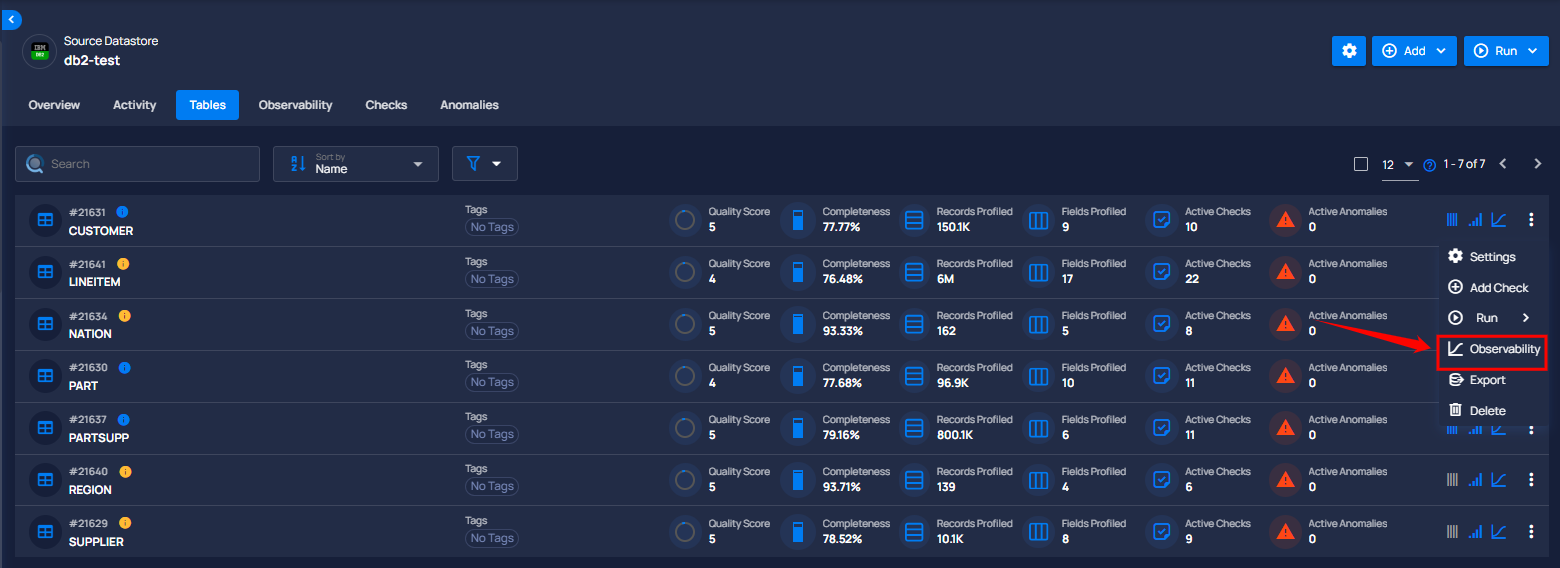 Source Datastore
IBM
DB2
db2-test
Add
Run
Overview Activity Tables Observability Checks Anomalies
Search
A
Z
Sort by
Name
12 1 - 7 of 7
#21631
CUSTOMER
Tags
No Tags
Quality Score
5
Completeness
77.77%
Records Profiled
150.1K
Fields Profiled
9
Active Checks
10
Active Anomalies
0
#21641
LINEITEM
Tags
No Tags
Quality Score
4
Completeness
76.48%
Records Profiled
6M
Fields Profiled
17
Active Checks
22
Active Anomalies
0
#21634
NATION
Tags
No Tags
Quality Score
5
Completeness
93.33%
Records Profiled
162
Fields Profiled
5
Active Checks
8
Active Anomalies
0
#21630
PART
Tags
No Tags
Quality Score
4
Completeness
77.68%
Records Profiled
96.9K
Fields Profiled
10
Active Checks
11
Active Anomalies
0
#21637
PARTSUPP
Tags
No Tags
Quality Score
5
Completeness
79.16%
Records Profiled
800.1K
Fields Profiled
6
Active Checks
11
Active Anomalies
0
#21640
REGION
Tags
No Tags
Quality Score
5
Completeness
93.71%
Records Profiled
139
Fields Profiled
4
Active Checks
6
Active Anomalies
0
#21629
SUPPLIER
Tags
No Tags
Quality Score
5
Completeness
78.52%
Records Profiled
10.1K
Fields Profiled
8
Active Checks
9
Active Anomalies
0
Settings
Add Check
Run
Observability
Export
Delete